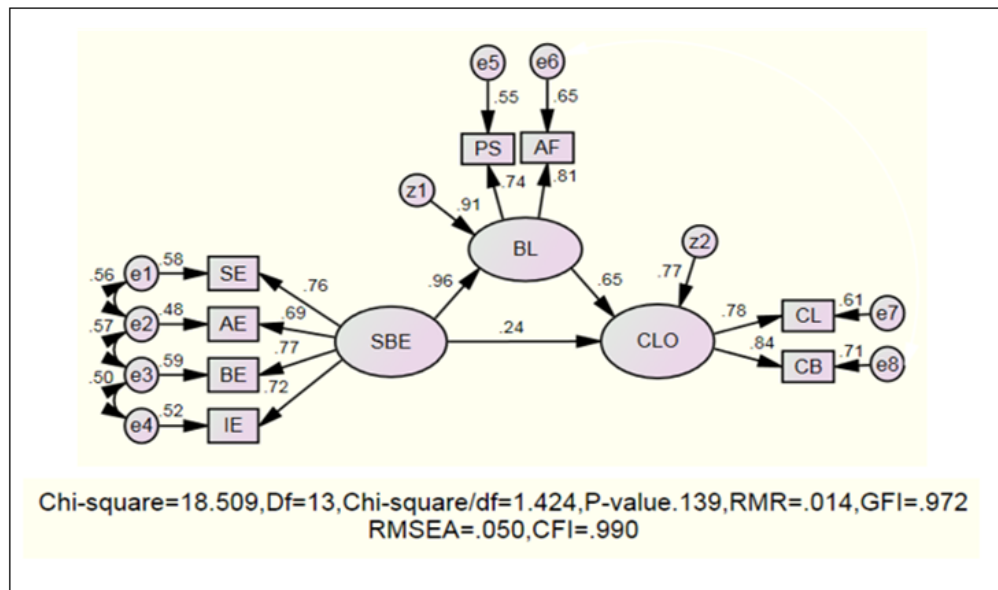 e5
e6
.55
.65
PS
AF
.74
.81
z1
.91
BL
z2
.96
.65
.77
.56
e1
.58
SE
.76
.57
e2
.48
AE
.69
SBE
.24
CLO
.78
CL
.61
e7
.50
e3
.59
BE
.77
.84
CB
.71
e8
e4
.52
IE
.72
Chi-square=18.509,Df=13,Chi-square/df=1.424,P-value.139,RMR=.014,GFI=.972
RMSEA=.050,CFI=.990